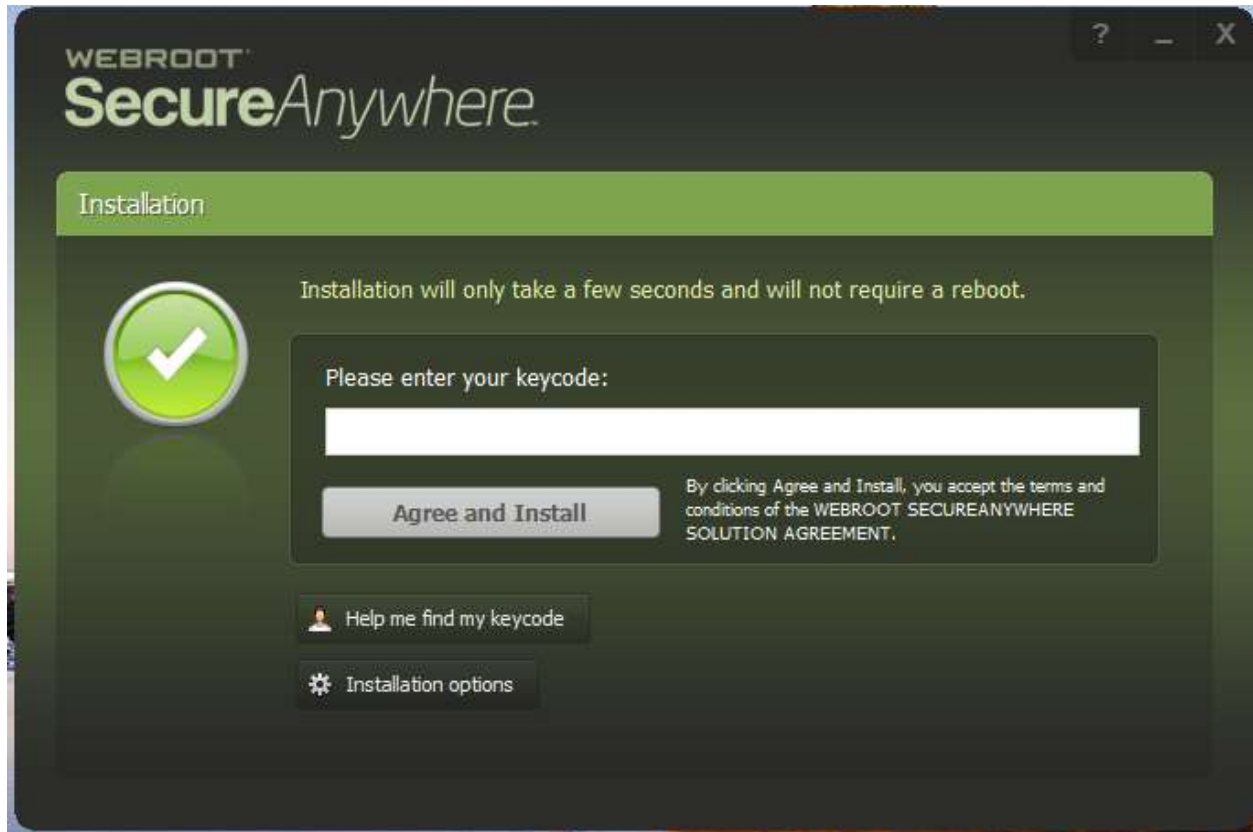 ? _ X
WEBROOT
SecureAnywhere™
Installation
Installation will only take a few seconds and will not require a reboot.
Please enter your keycode:
Agree and Install
By clicking Agree and Install, you accept the terms and
conditions of the WEBROOT SECUREANYWHERE
SOLUTION AGREEMENT.
Help me find my keycode
Installation options